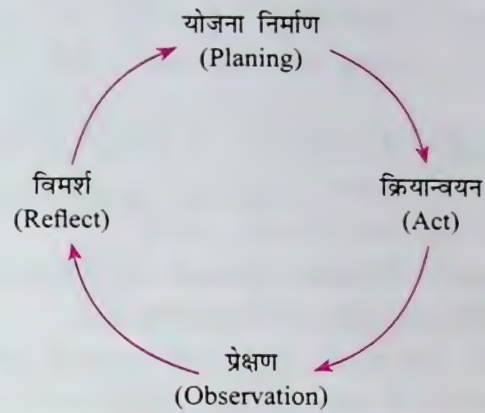 योजना निर्माण
(Planing)
क्रियान्वयन
(Act)
प्रेक्षण
(Observation)
विमर्श
(Reflect)